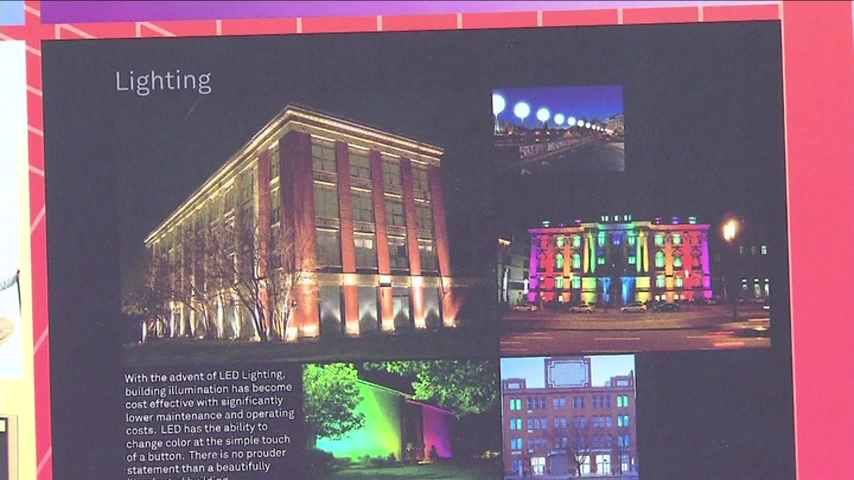 Lighting
With the advent of LED Lighting,
building illumination has become
cost effective with significantly
lower maintenance and operating
costs. LED has the ability to
change color at the simple touch
of a button. There is no prouder
statement than a beautifully
building